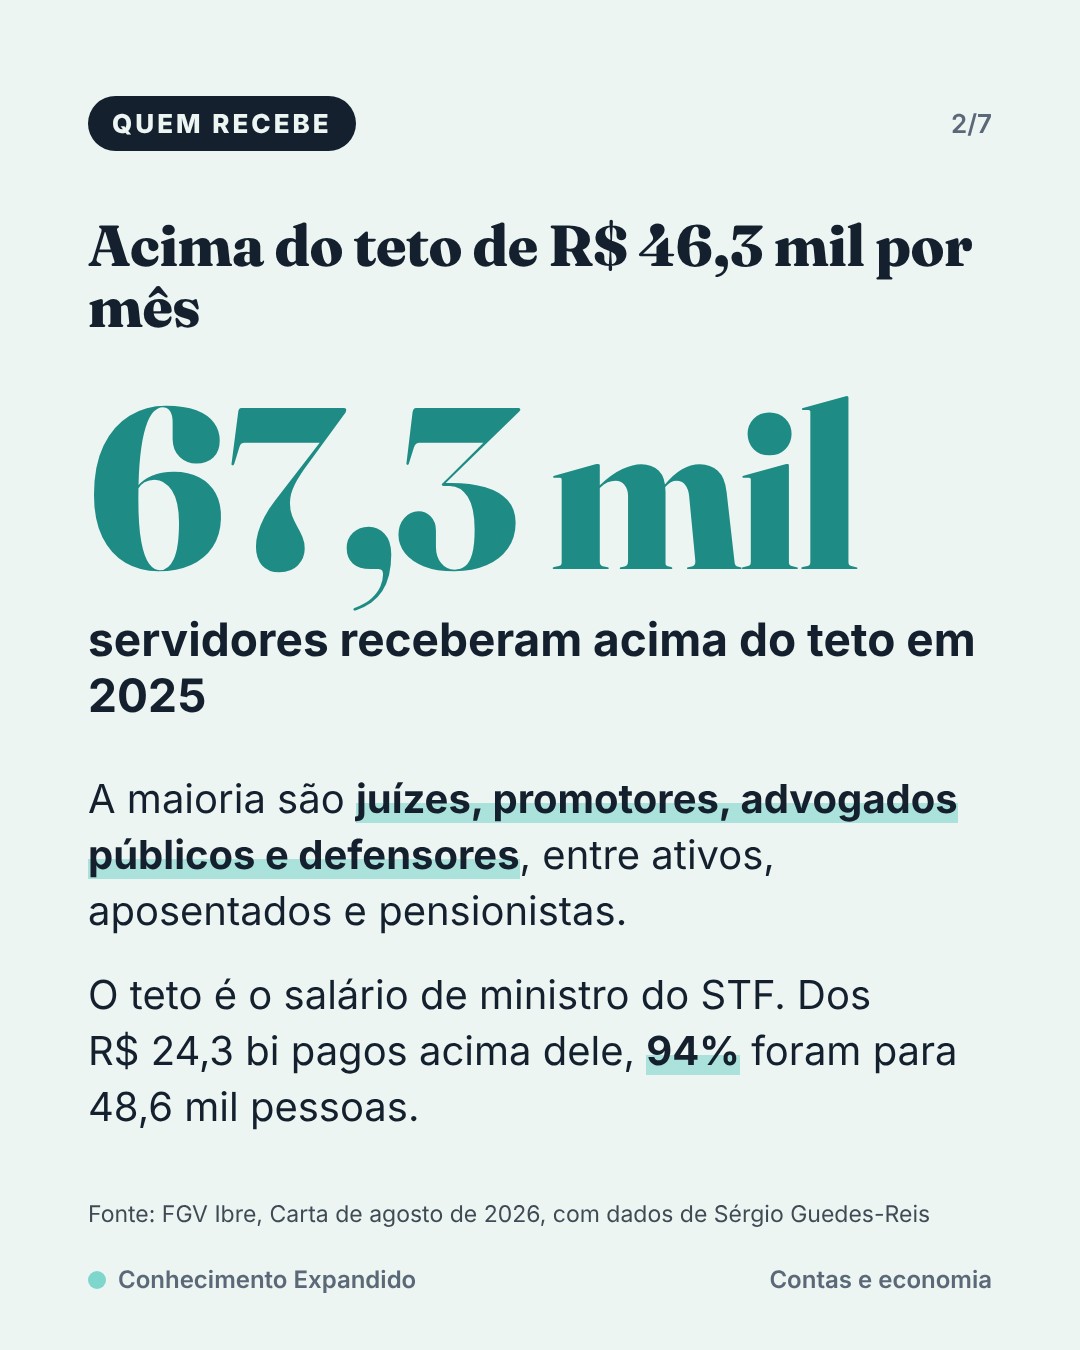 QUEM RECEBE
2/7
Acima do teto de R$ 46,3 mil por
mês
67,3 mil
servidores receberam acima do teto em
2025
A maioria são juízes, promotores, advogados
públicos e defensores, entre ativos,
aposentados e pensionistas.
O teto é o salário de ministro do STF. Dos
R$ 24,3 bi pagos acima dele, 94% foram para
48,6 mil pessoas.
Fonte: FGV Ibre, Carta de agosto de 2026, com dados de Sérgio Guedes-Reis
Conhecimento Expandido
Contas e economia